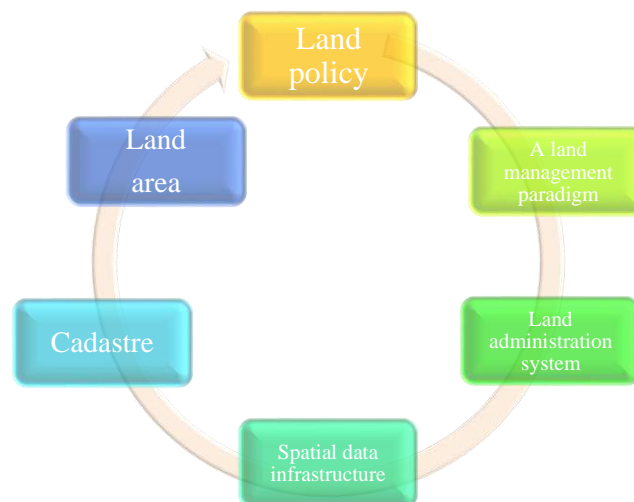 Land
policy
A land
management
paradigm
Land
administration
system
Spatial data
infrastructure
Cadastre
Land
area